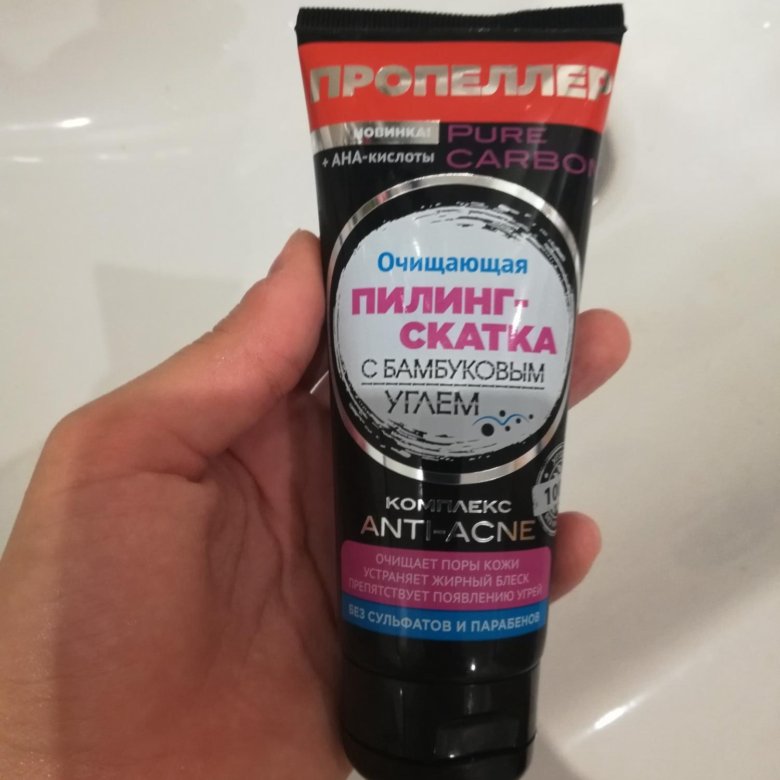 ПРОПЕЛЛЕР
НОВИНКА!
+ АНА-кислоты
PURE
CARBON
Очищающая
ПИЛИНГ-
СКАТКА
С БАМБУКОВЫМ
УГЛЕМ
КОМПЛЕКС
ANTI-ACNE
ОЧИЩАЕТ ПОРЫ КОЖИ
УСТРАНЯЕТ ЖИРНЫЙ БЛЕСК
ПРЕПЯТСТВУЕТ ПОЯВЛЕНИЮ УГРЕЙ
БЕЗ СУЛЬФАТОВ И ПАРАБЕНОВ